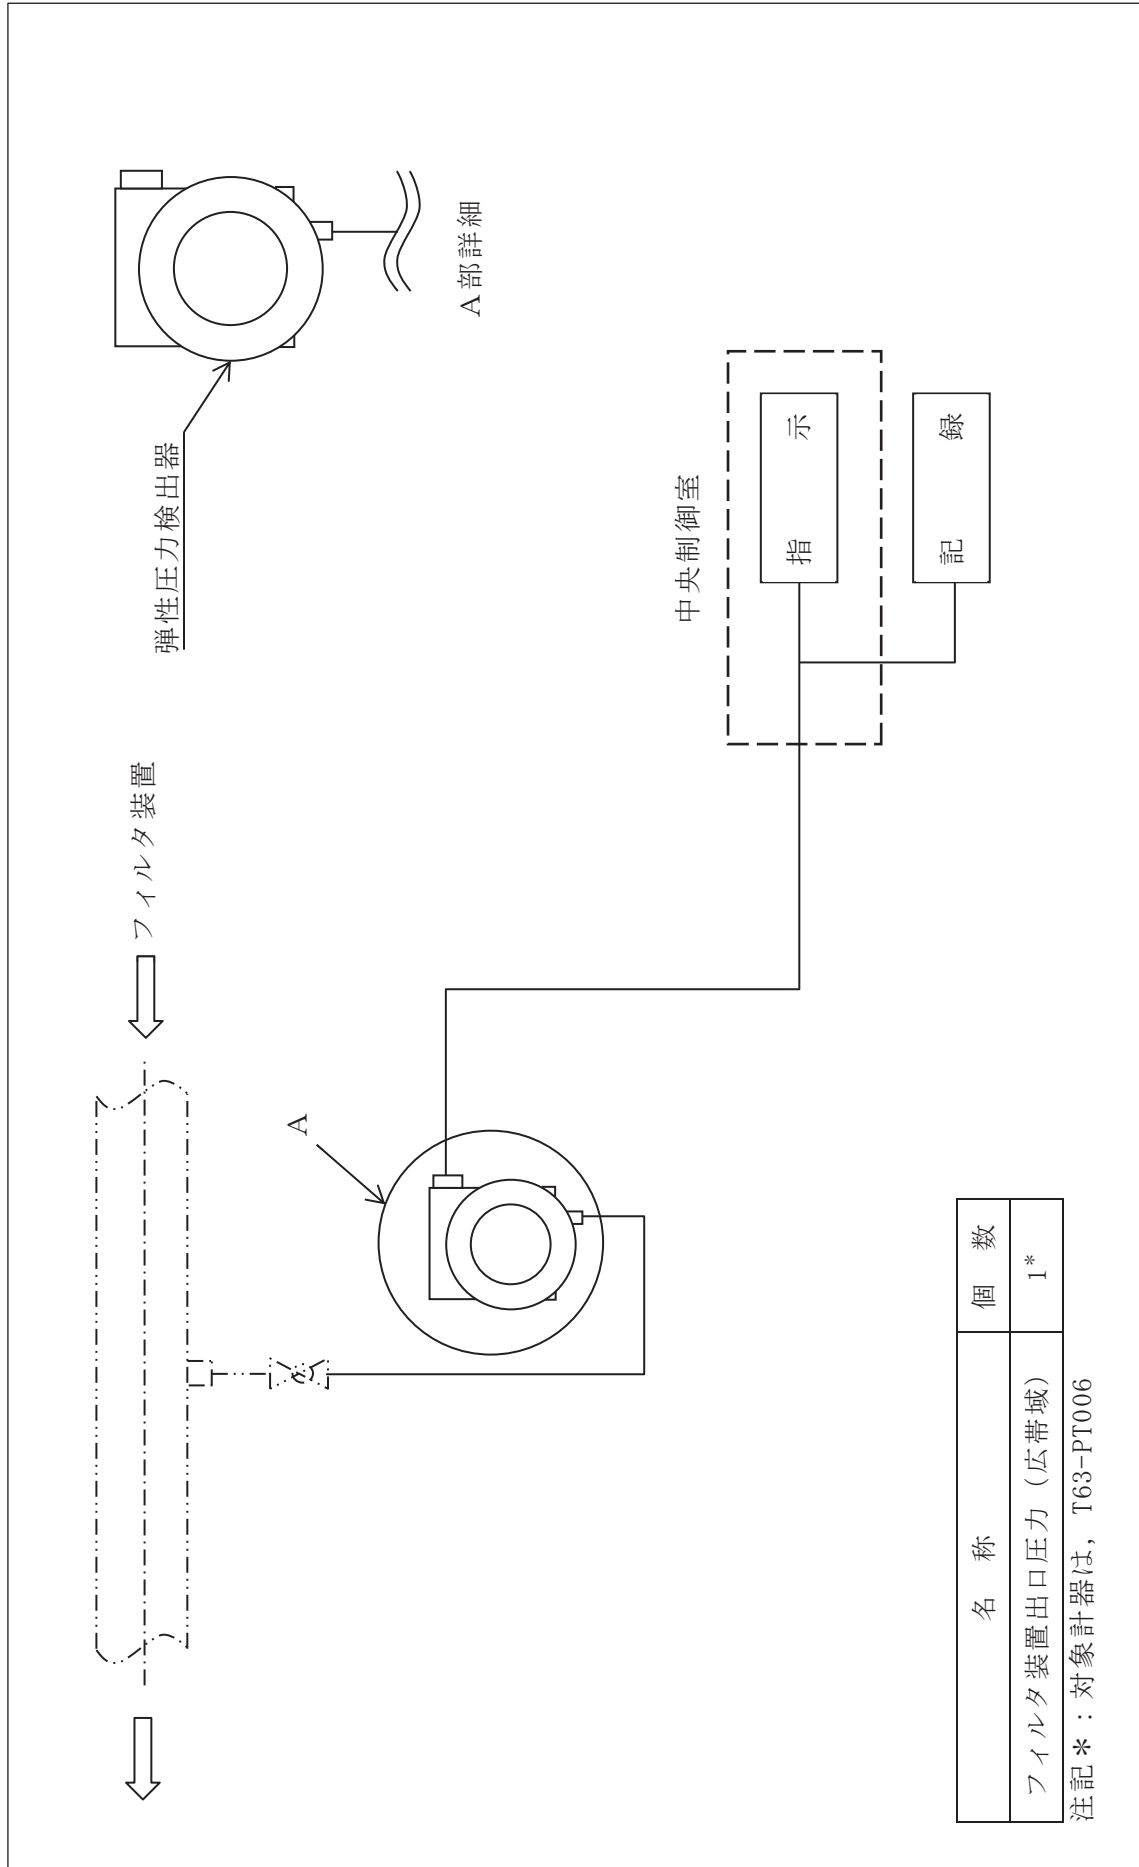 フィルタ装置
弾性圧力検出器
A部詳細
A
中央制御室
指示
記録
名称 個数
フィルタ装置出口圧力（広帯域） 1*
注記＊：対象計器は，T63-PT006